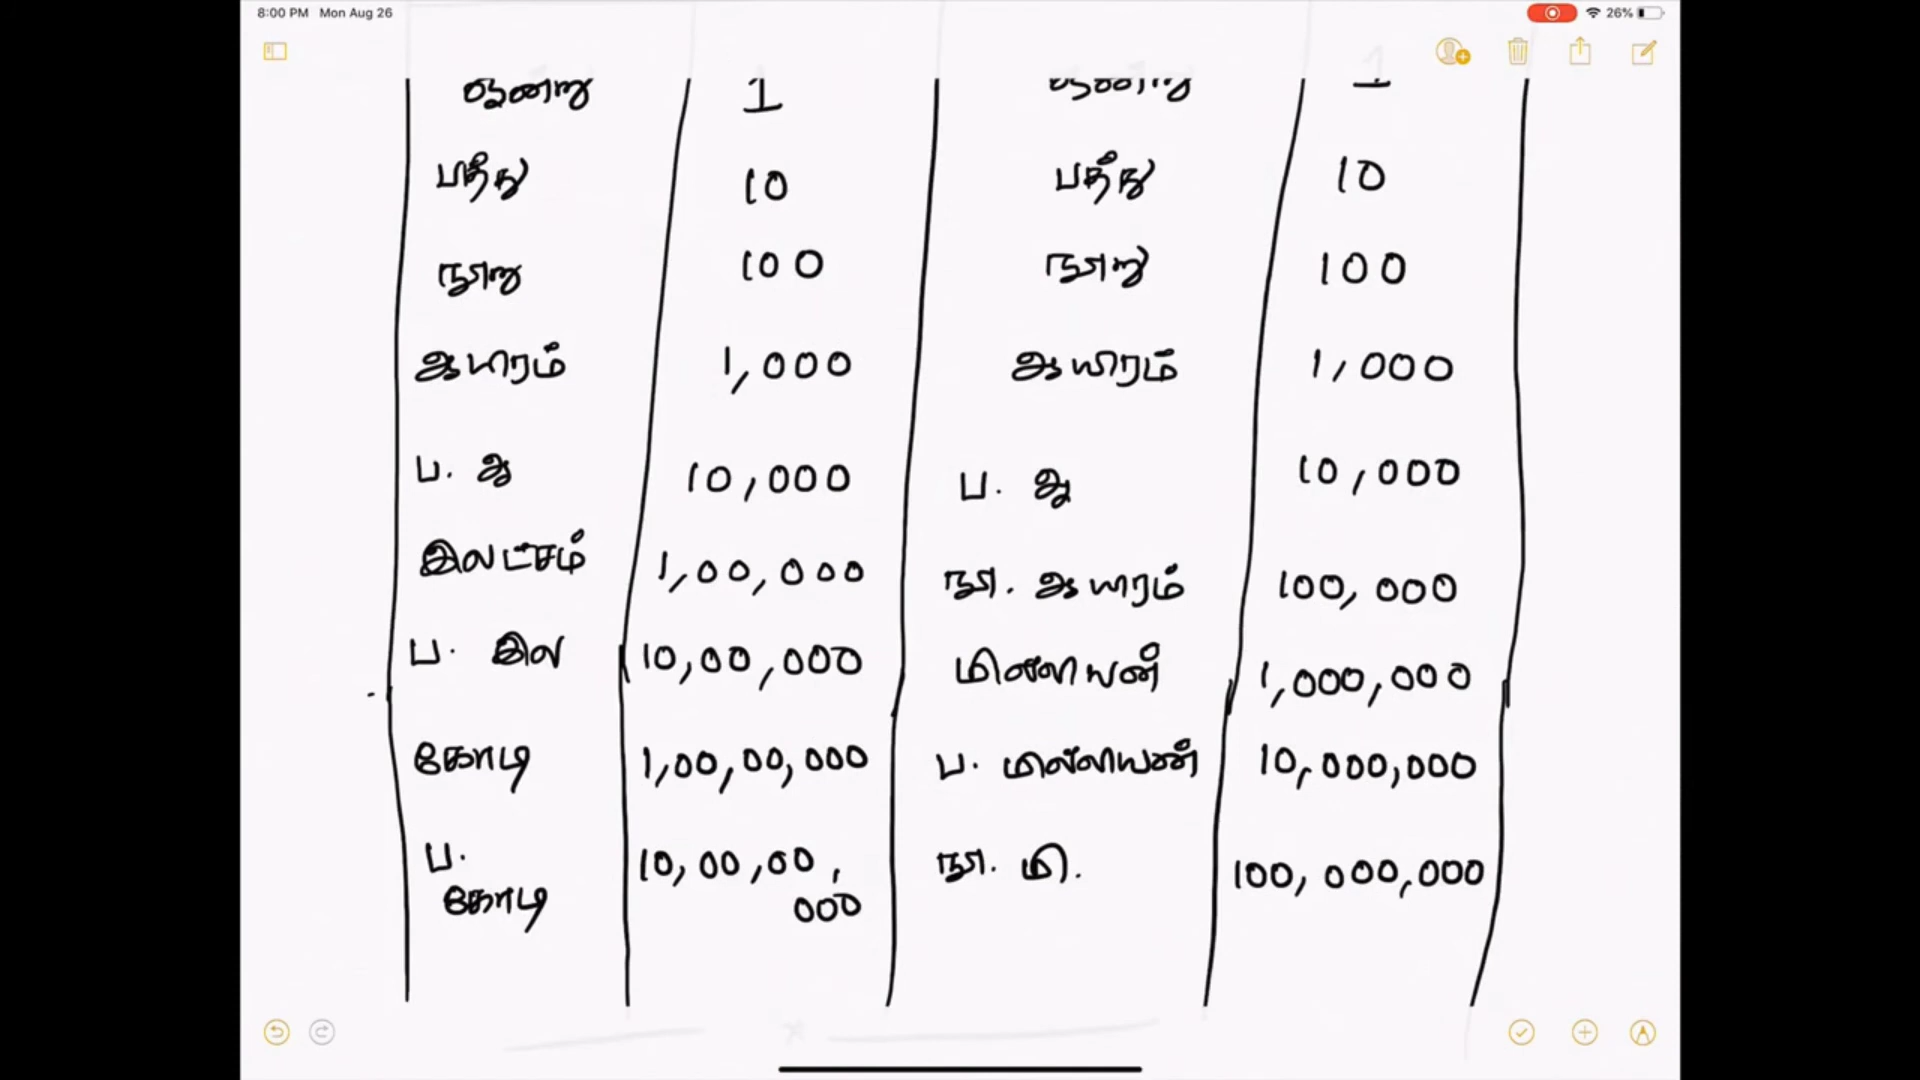 8:00 PM Mon Aug 26 26%
ஒன்று 1 ஒன்று 1
பத்து 10 பத்து 10
நூறு 100 நூறு 100
ஆயிரம் 1,000 ஆயிரம் 1,000
ப. ஆ 10,000 ப. ஆ 10,000
இலட்சம் 1,00,000 நூ. ஆயிரம் 100,000
ப. இல 10,00,000 மில்லியன் 1,000,000
கோடி 1,00,00,000 ப. மில்லியன் 10,000,000
ப. 10,00,00, நூ. மி. 100,000,000
கோடி 000